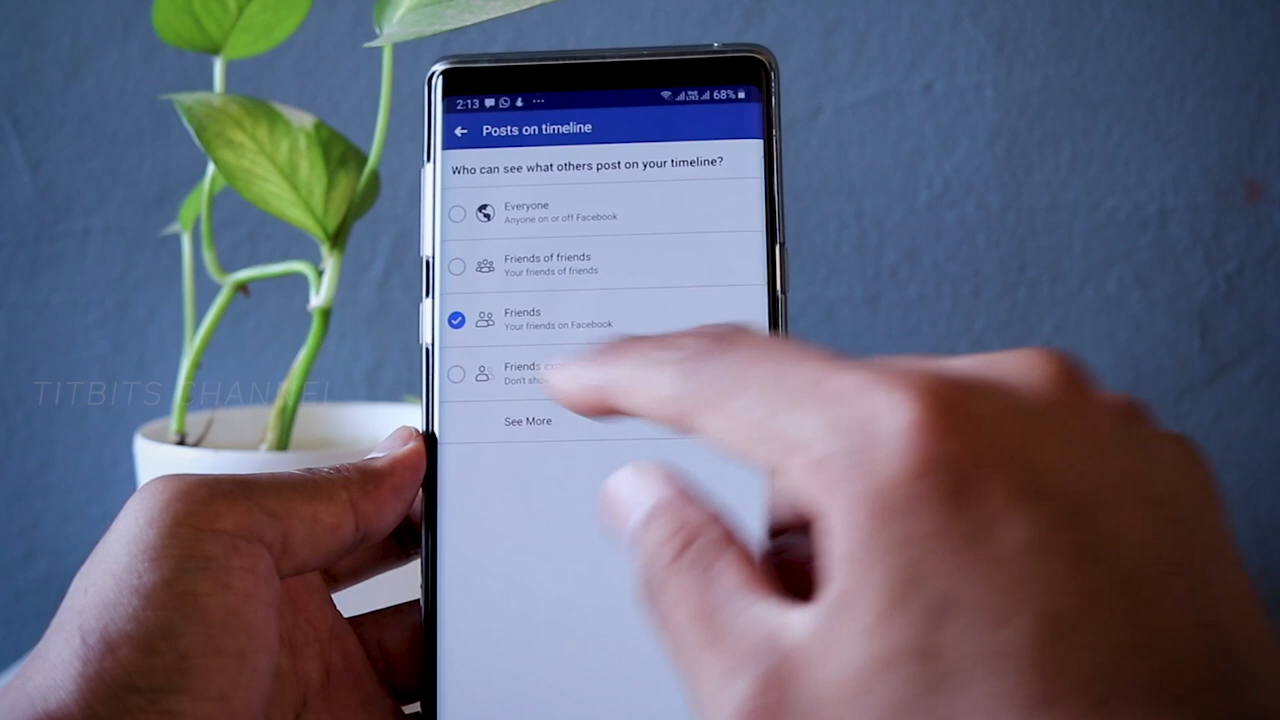 2:13 68%
Posts on timeline
Who can see what others post on your timeline?
Everyone
Anyone on or off Facebook
Friends of friends
Your friends of friends
Friends
Your friends on Facebook
Friends
Don't
See More
TITBITS CHANNEL